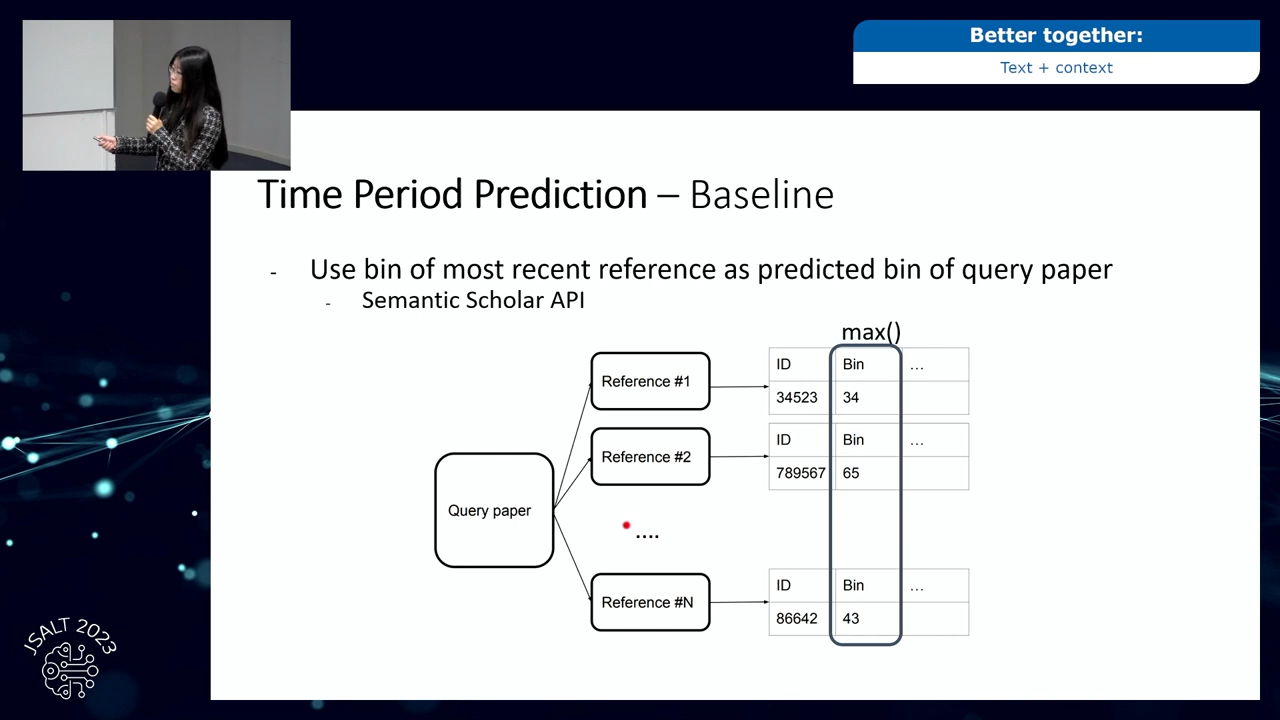 Better together:
Text + context
Time Period Prediction – Baseline
- Use bin of most recent reference as predicted bin of query paper
- Semantic Scholar API
max()
Query paper
Reference #1
ID Bin ...
34523 34
Reference #2
ID Bin ...
789567 65
....
Reference #N
ID Bin ...
86642 43
JSALT 2023